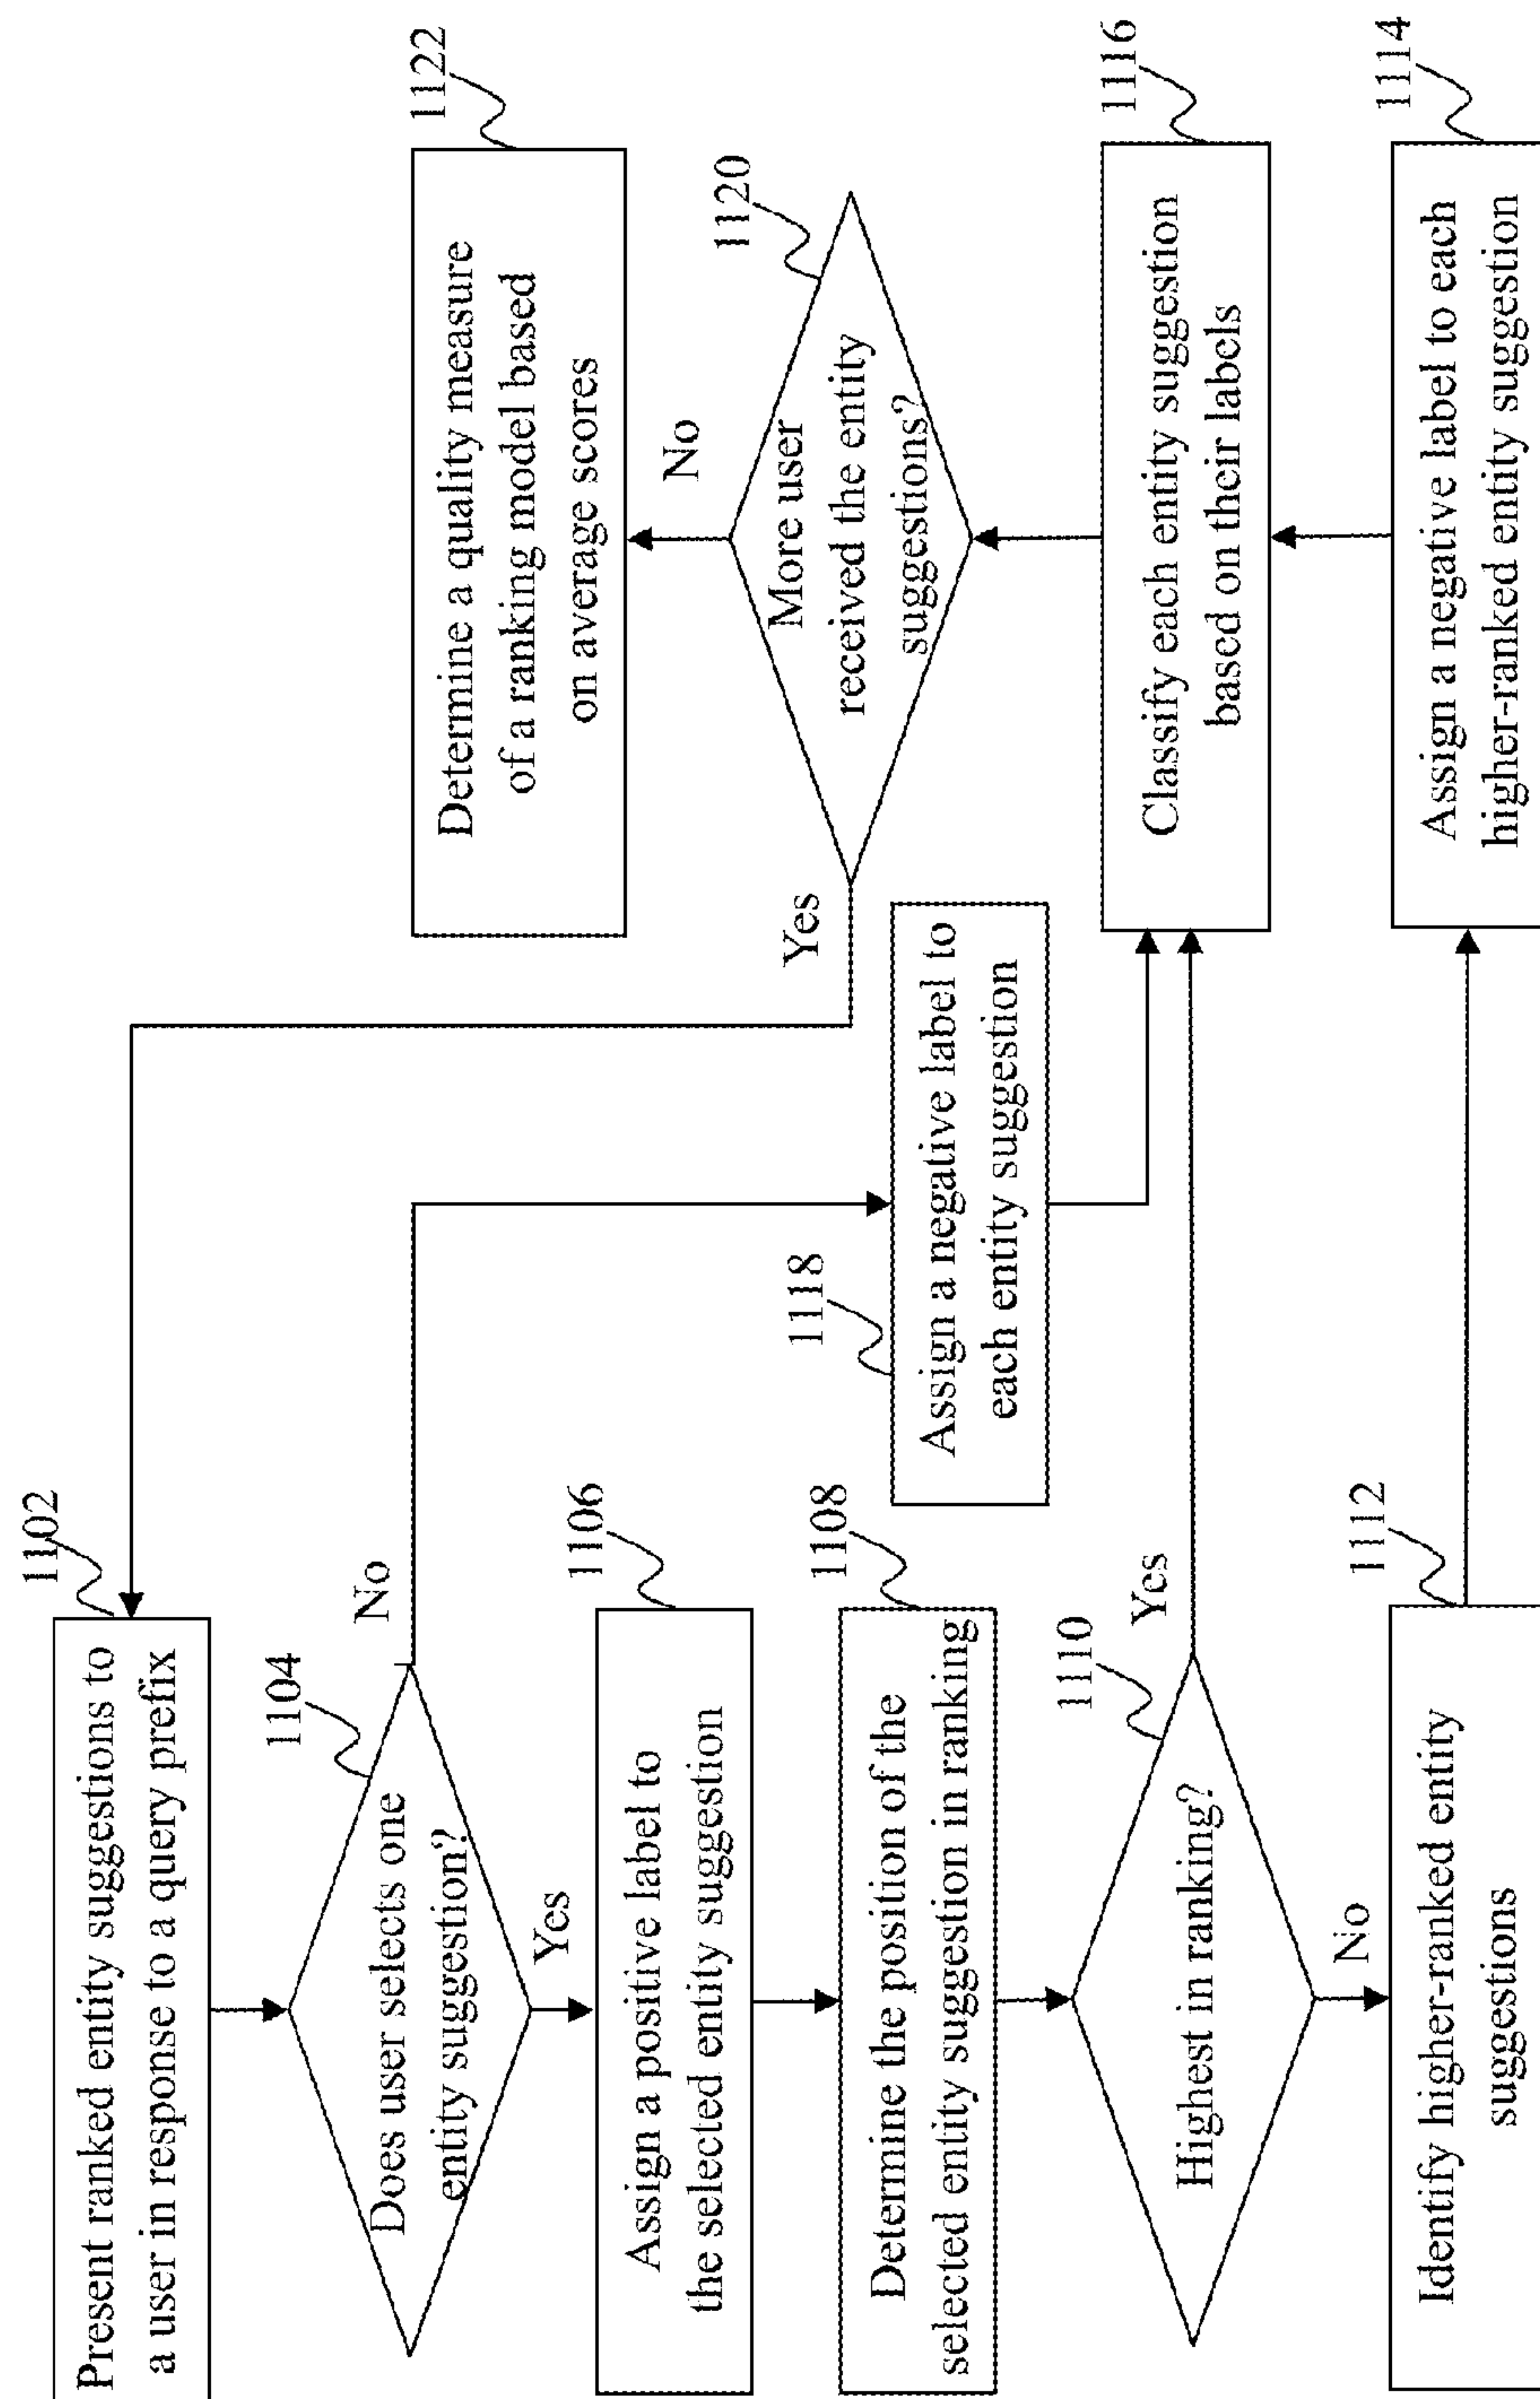 1102
Present ranked entity suggestions to
a user in response to a query prefix
1104
Does user selects one
entity suggestion?
No
Yes
1106
Assign a positive label to
the selected entity suggestion
1108
Determine the position of the
selected entity suggestion in ranking
1110
Highest in ranking?
Yes
No
1112
Identify higher-ranked entity
suggestions
1118
Assign a negative label to
each entity suggestion
1122
Determine a quality measure
of a ranking model based
on average scores
No
1120
More user
received the entity
suggestions?
Yes
1116
Classify each entity suggestion
based on their labels
1114
Assign a negative label to each
higher-ranked entity suggestion